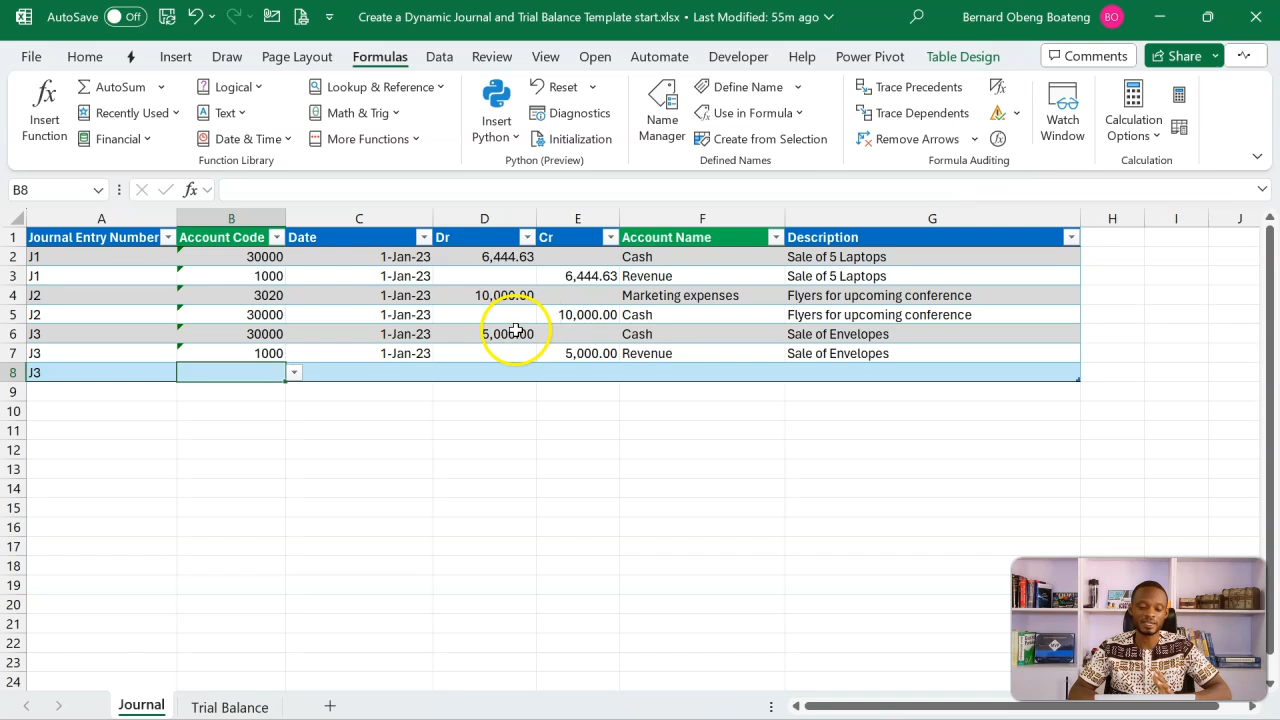 AutoSave Off Create a Dynamic Journal and Trial Balance Template start.xlsx • Last Modified: 55m ago Bernard Obeng Boateng BO
File Home Insert Draw Page Layout Formulas Data Review View Open Automate Developer Help Power Pivot Table Design Comments Share
Insert Function
AutoSum
Recently Used
Financial
Logical
Text
Date & Time
Lookup & Reference
Math & Trig
More Functions
Function Library
Insert Python
Reset
Diagnostics
Initialization
Python (Preview)
Name Manager
Define Name
Use in Formula
Create from Selection
Defined Names
Trace Precedents
Trace Dependents
Remove Arrows
Formula Auditing
Watch Window
Calculation Options
Calculation
B8 fx
A B C D E F G H I J
1 Journal Entry Number Account Code Date Dr Cr Account Name Description
2 J1 30000 1-Jan-23 6,444.63 Cash Sale of 5 Laptops
3 J1 1000 1-Jan-23 6,444.63 Revenue Sale of 5 Laptops
4 J2 3020 1-Jan-23 10,000.00 Marketing expenses Flyers for upcoming conference
5 J2 30000 1-Jan-23 10,000.00 Cash Flyers for upcoming conference
6 J3 30000 1-Jan-23 5,000.00 Cash Sale of Envelopes
7 J3 1000 1-Jan-23 5,000.00 Revenue Sale of Envelopes
8 J3
9
10
11
12
13
14
15
16
17
18
19
20
21
22
23
24
Journal Trial Balance